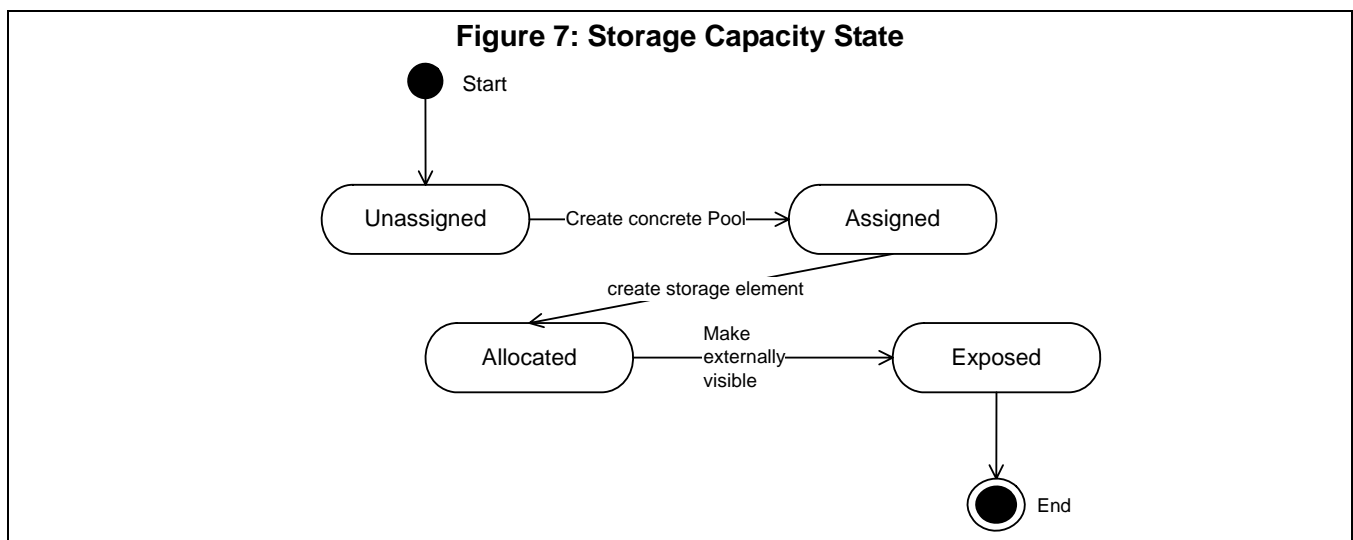 Figure 7: Storage Capacity State
Start
Unassigned
Create concrete Pool
Assigned
create storage element
Allocated
Make
externally
visible
Exposed
End